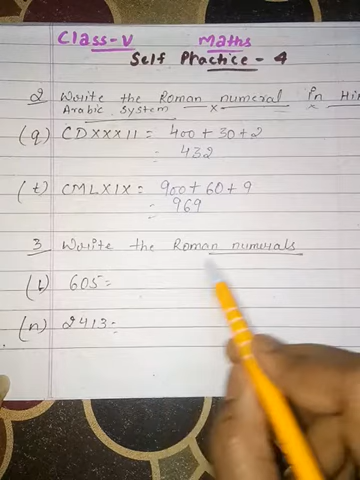 Class-V Maths
Self Practice - 4
2 Write the Roman numeral in Hin
Arabic System
(q) CDXXXII = 400 + 30 + 2
= 432
(t) CMLXIX = 900 + 60 + 9
= 969
3 Write the Roman numerals
605 =
(n) 2413 =